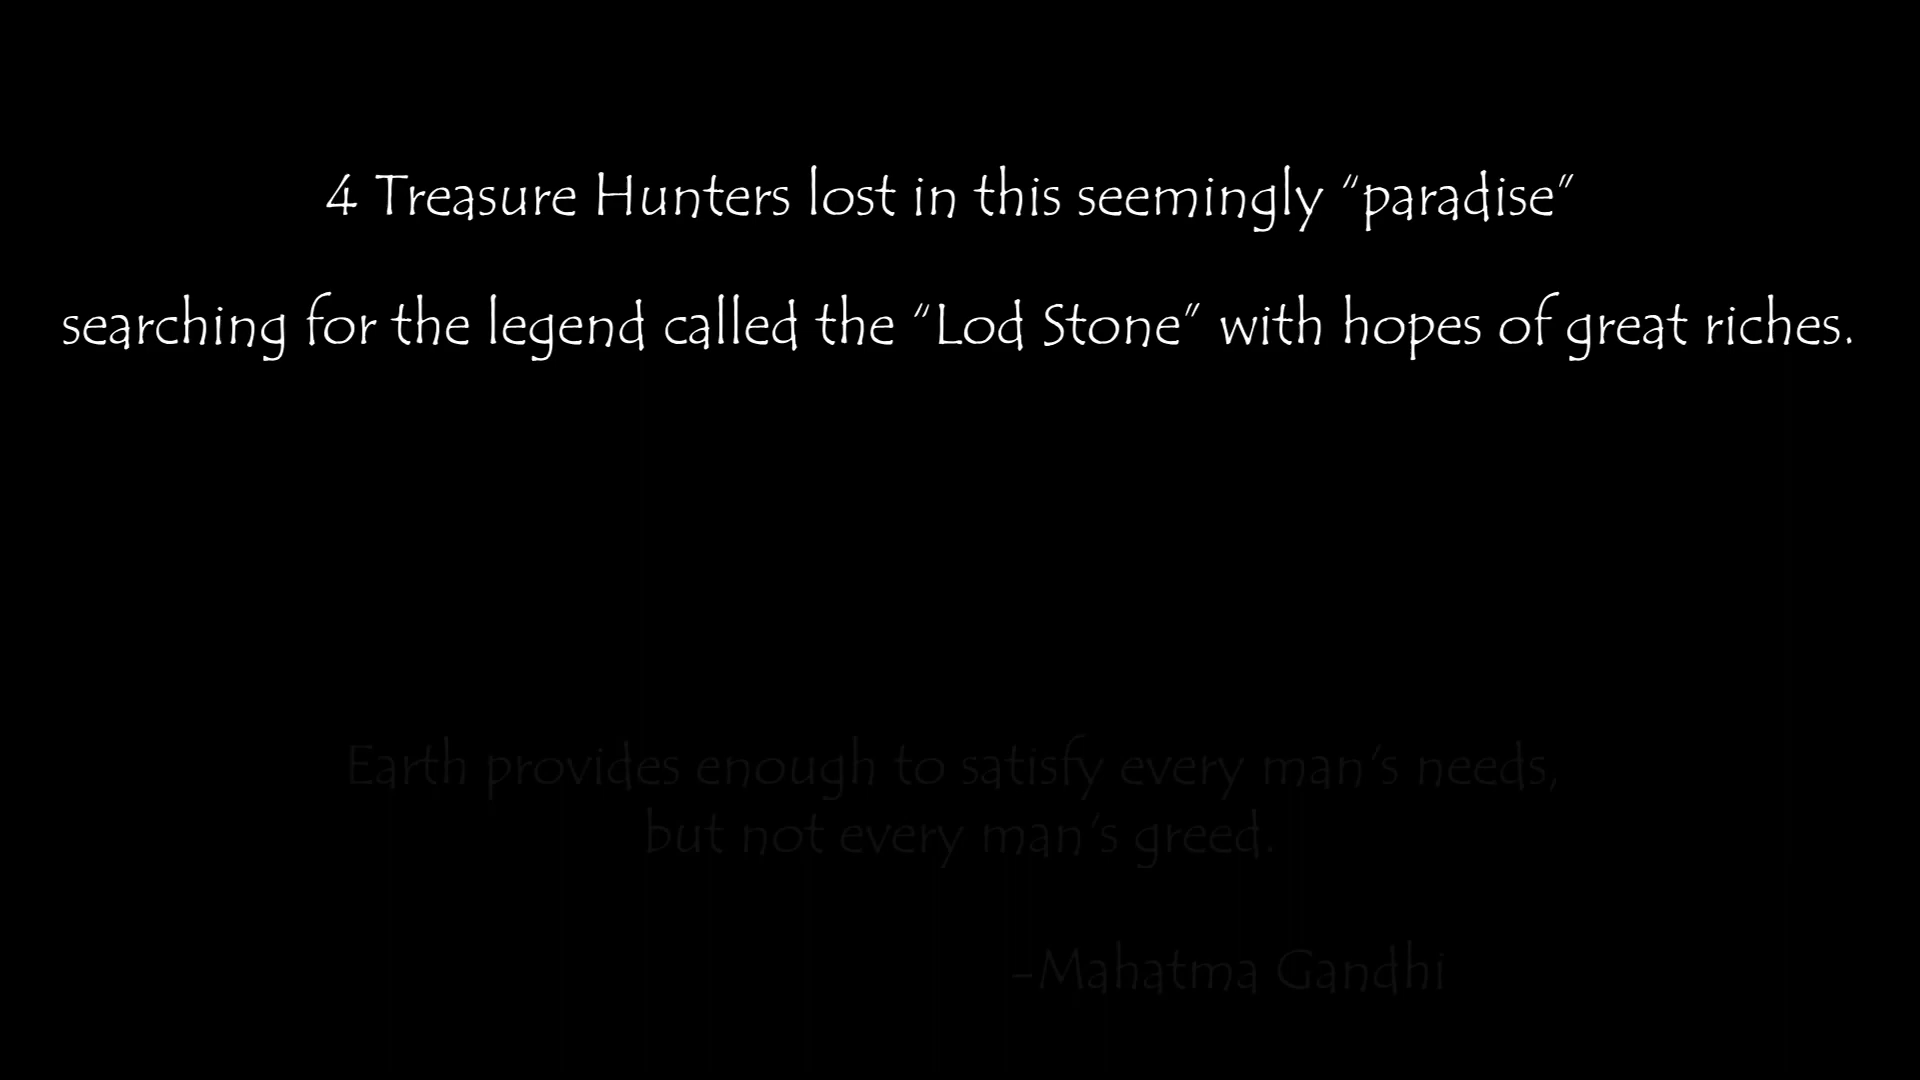 4 Treasure Hunters lost in this seemingly “paradise”
searching for the legend called the “Lod Stone” with hopes of great riches.
Earth provides enough to satisfy every man's needs,
but not every man's greed.
-Mahatma Gandhi